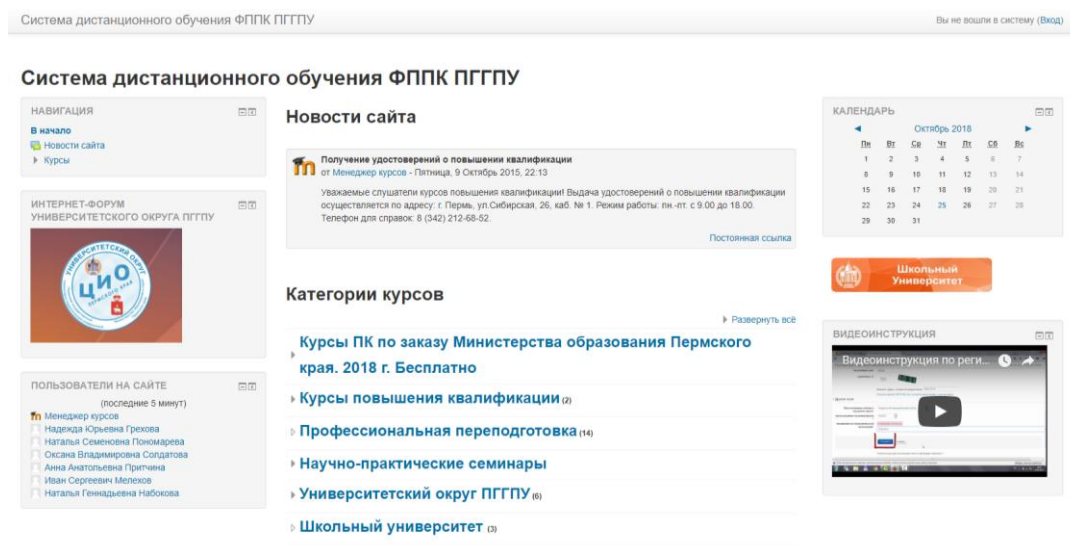 Система дистанционного обучения ФППК ПГГПУ
Вы не вошли в систему (Вход)
Система дистанционного обучения ФППК ПГГПУ
НАВИГАЦИЯ
В начало
Новости сайта
Курсы
ИНТЕРНЕТ-ФОРУМ
УНИВЕРСИТЕТСКОГО ОКРУГА ПГГПУ
УНИВЕРСИТЕТСКИЙ ОКРУГ
ЦИО
ПЕРМСКОГО КРАЯ
ПОЛЬЗОВАТЕЛИ НА САЙТЕ
(последние 5 минут)
Менеджер курсов
Надежда Юрьевна Грехова
Наталья Семеновна Пономарева
Оксана Владимировна Солдатова
Анна Анатольевна Притчина
Иван Сергеевич Мелехов
Наталья Геннадьевна Набокова
Новости сайта
Получение удостоверений о повышении квалификации
от Менеджер курсов - Пятница, 9 Октябрь 2015, 22:13
Уважаемые слушатели курсов повышения квалификации! Выдача удостоверений о повышении квалификации
осуществляется по адресу: г. Пермь, ул.Сибирская, 26, каб. № 1. Режим работы: пн.-пт. с 9.00 до 18.00.
Телефон для справок: 8 (342) 212-68-52.
Постоянная ссылка
Категории курсов
Развернуть всё
Курсы ПК по заказу Министерства образования Пермского
края. 2018 г. Бесплатно
Курсы повышения квалификации (2)
Профессиональная переподготовка (14)
Научно-практические семинары
Университетский округ ПГГПУ (6)
Школьный университет (3)
КАЛЕНДАРЬ
Октябрь 2018
Пн Вт Ср Чт Пт Сб Вс
1 2 3 4 5 6 7
8 9 10 11 12 13 14
15 16 17 18 19 20 21
22 23 24 25 26 27 28
29 30 31
Школьный
Университет
ВИДЕОИНСТРУКЦИЯ
Видеоинструкция по реги...